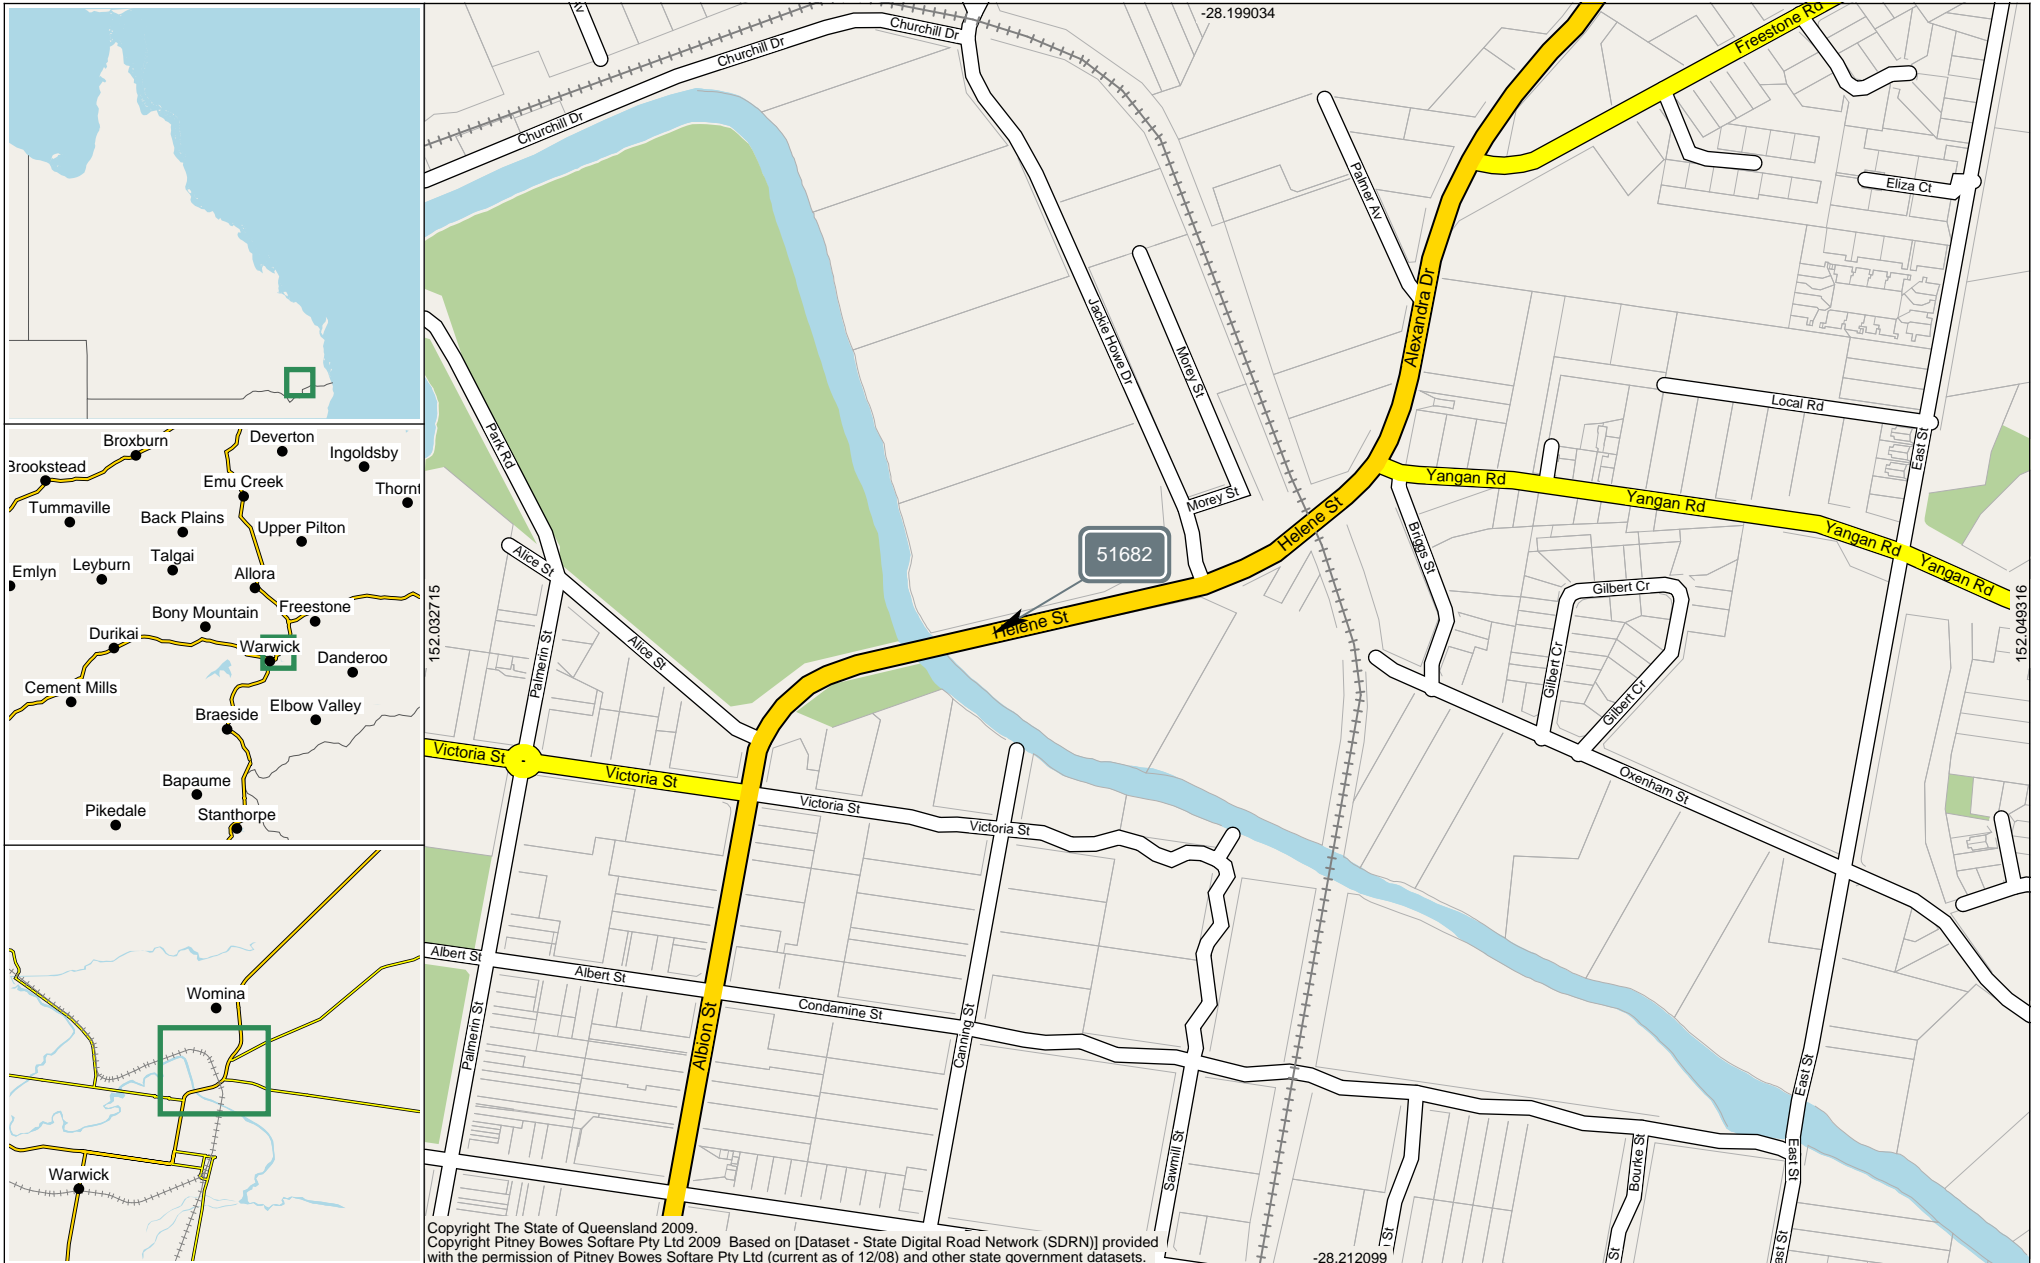 -28.199034
Freestone Rd
Churchill Dr
Churchill Dr
Churchill Dr
Av
Palmer Av
Eliza Ct
Alexandra Dr
Jackie Howe Dr
Morey St
Morey St
Local Rd
East St
Park Rd
Yangan Rd
Yangan Rd
Yangan Rd
Yangan Rd
Helene St
Briggs St
51682
Helene St
Alice St
Alice St
152.032715
152.049316
Gilbert Cr
Gilbert Cr
Gilbert Cr
Palmerin St
Victoria St
Victoria St
Victoria St
Victoria St
Oxenham St
Albert St
Albert St
Condamine St
Palmerin St
Albion St
Canning St
East St
Sawmill St
Bourke St
East St
St
St
ast St
-28.212099
Broxburn
Deverton
Ingoldsby
Brookstead
Emu Creek
Thornt
Tummaville
Back Plains
Upper Pilton
Talgai
Leyburn
Emlyn
Allora
Bony Mountain
Freestone
Durikai
Warwick
Danderoo
Cement Mills
Braeside
Elbow Valley
Bapaume
Pikedale
Stanthorpe
Womina
Warwick
Copyright The State of Queensland 2009.
Copyright Pitney Bowes Softare Pty Ltd 2009 Based on [Dataset - State Digital Road Network (SDRN)] provided
with the permission of Pitney Bowes Softare Pty Ltd (current as of 12/08) and other state government datasets.